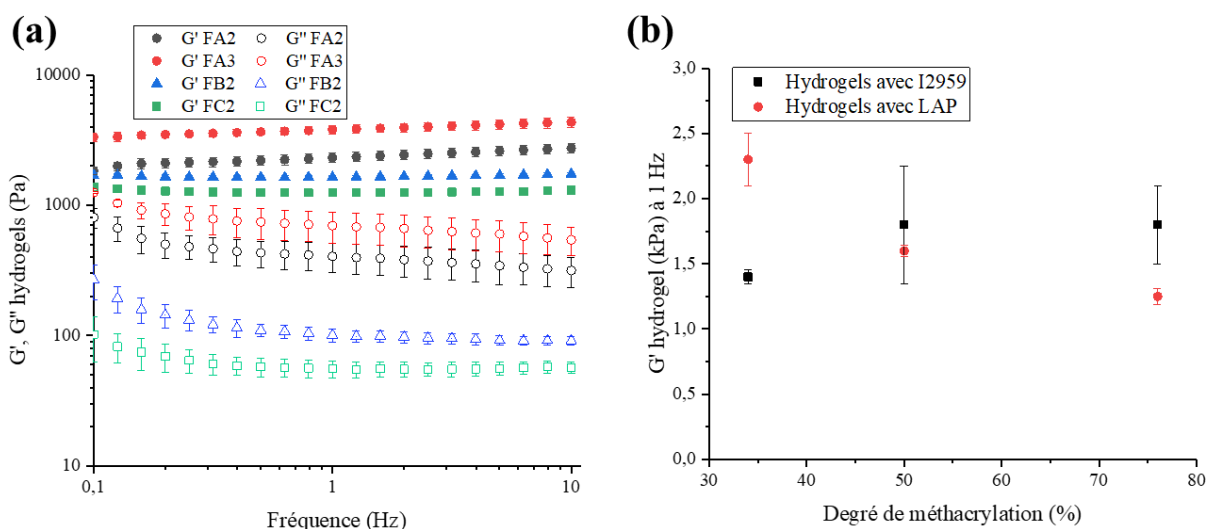 (a)
G' FA2 G'' FA2
G' FA3 G'' FA3
G' FB2 G'' FB2
G' FC2 G'' FC2
10000
1000
100
10
G', G'' hydrogels (Pa)
0,1 1 10
Fréquence (Hz)
(b)
Hydrogels avec I2959
Hydrogels avec LAP
3,0
2,5
2,0
1,5
1,0
0,5
0,0
G' hydrogel (kPa) à 1 Hz
30 40 50 60 70 80
Degré de méthacrylation (%)